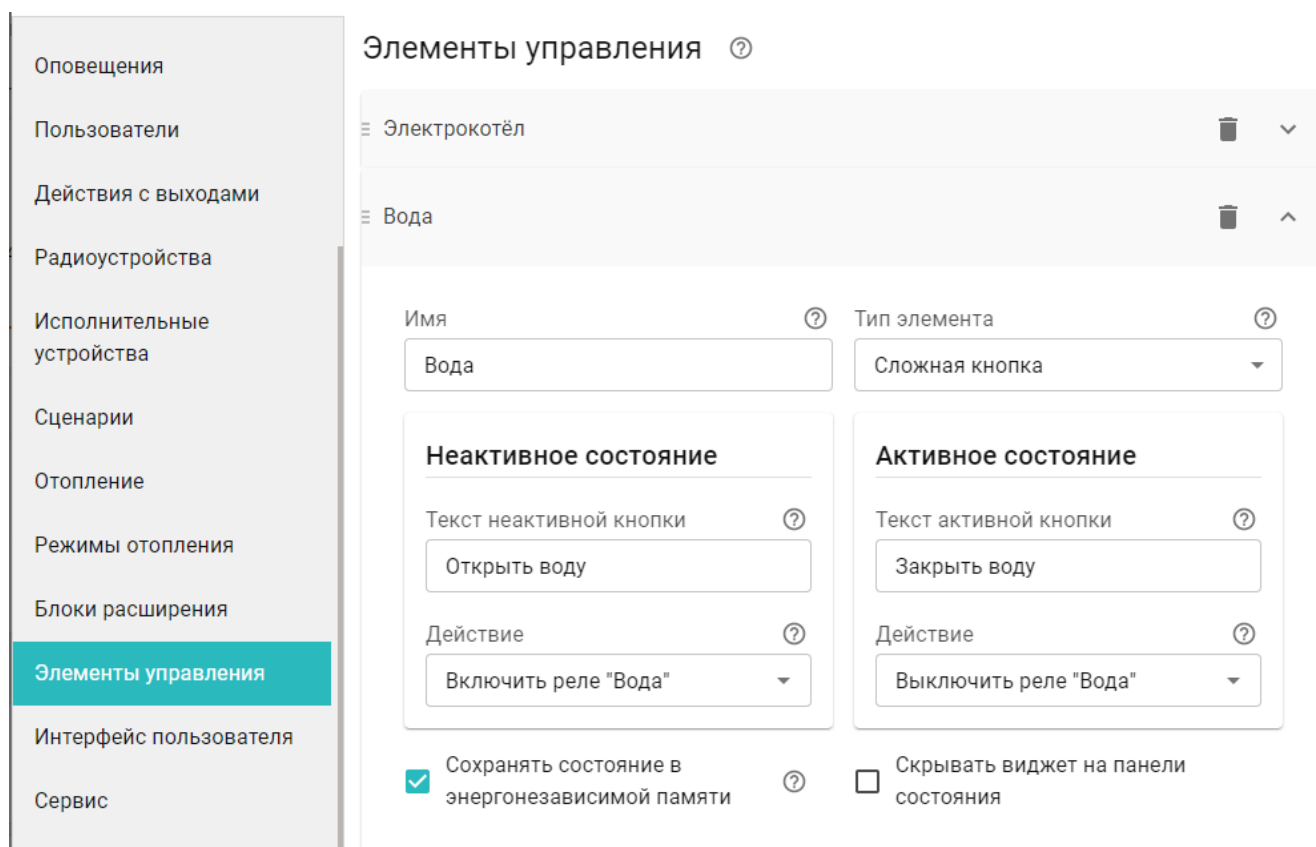 Оповещения
Пользователи
Действия с выходами
Радиоустройства
Исполнительные
устройства
Сценарии
Отопление
Режимы отопления
Блоки расширения
Элементы управления
Интерфейс пользователя
Сервис
Элементы управления
Электрокотёл
Вода
Имя
Тип элемента
Вода
Сложная кнопка
Неактивное состояние
Активное состояние
Текст неактивной кнопки
Текст активной кнопки
Открыть воду
Закрыть воду
Действие
Действие
Включить реле "Вода"
Выключить реле "Вода"
Сохранять состояние в
энергонезависимой памяти
Скрывать виджет на панели
состояния